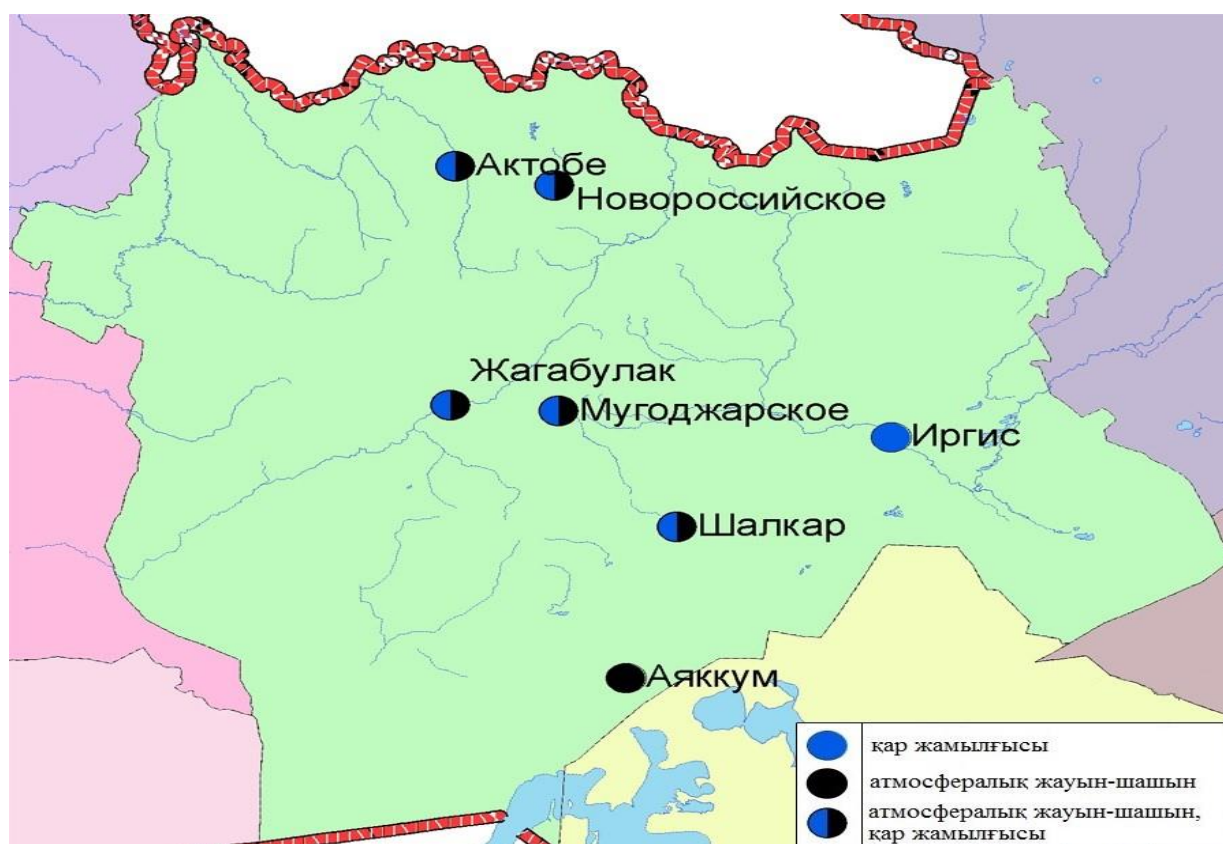 Актобе
Новороссийское
Жагабулак
Мугоджарское
Иргис
Шалкар
Аяккум
қар жамылғысы
атмосфералық жауын-шашын
атмосфералық жауын-шашын,
қар жамылғысы